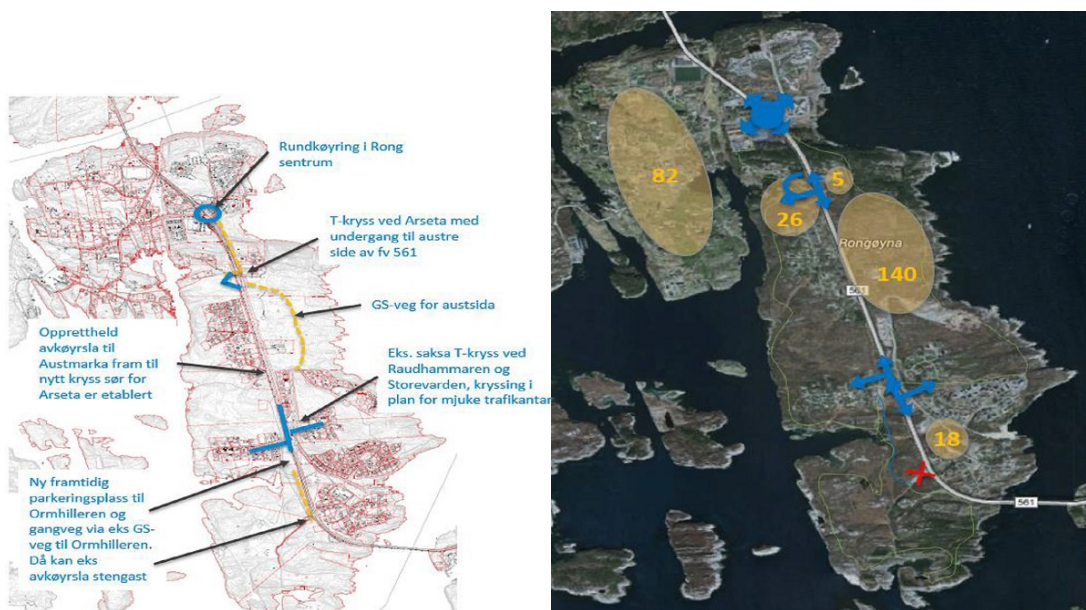 Rundkøyring i Rong
sentrum
T-kryss ved Arseta med
undergang til austre
side av fv 561
GS-veg for austsida
Opprettheld
avkøyrsla til
Austmarka fram til
nytt kryss sør for
Arseta er etablert
Eks. saksa T-kryss ved
Raudhammaren og
Storevarden, kryssing i
plan for mjuke trafikantar
Ny framtidig
parkeringsplass til
Ormhilleren og
gangveg via eks GS-
veg til Ormhilleren.
Då kan eks
avkøyrsla stengast
82
5
26
Rongøyna
140
561
18
561